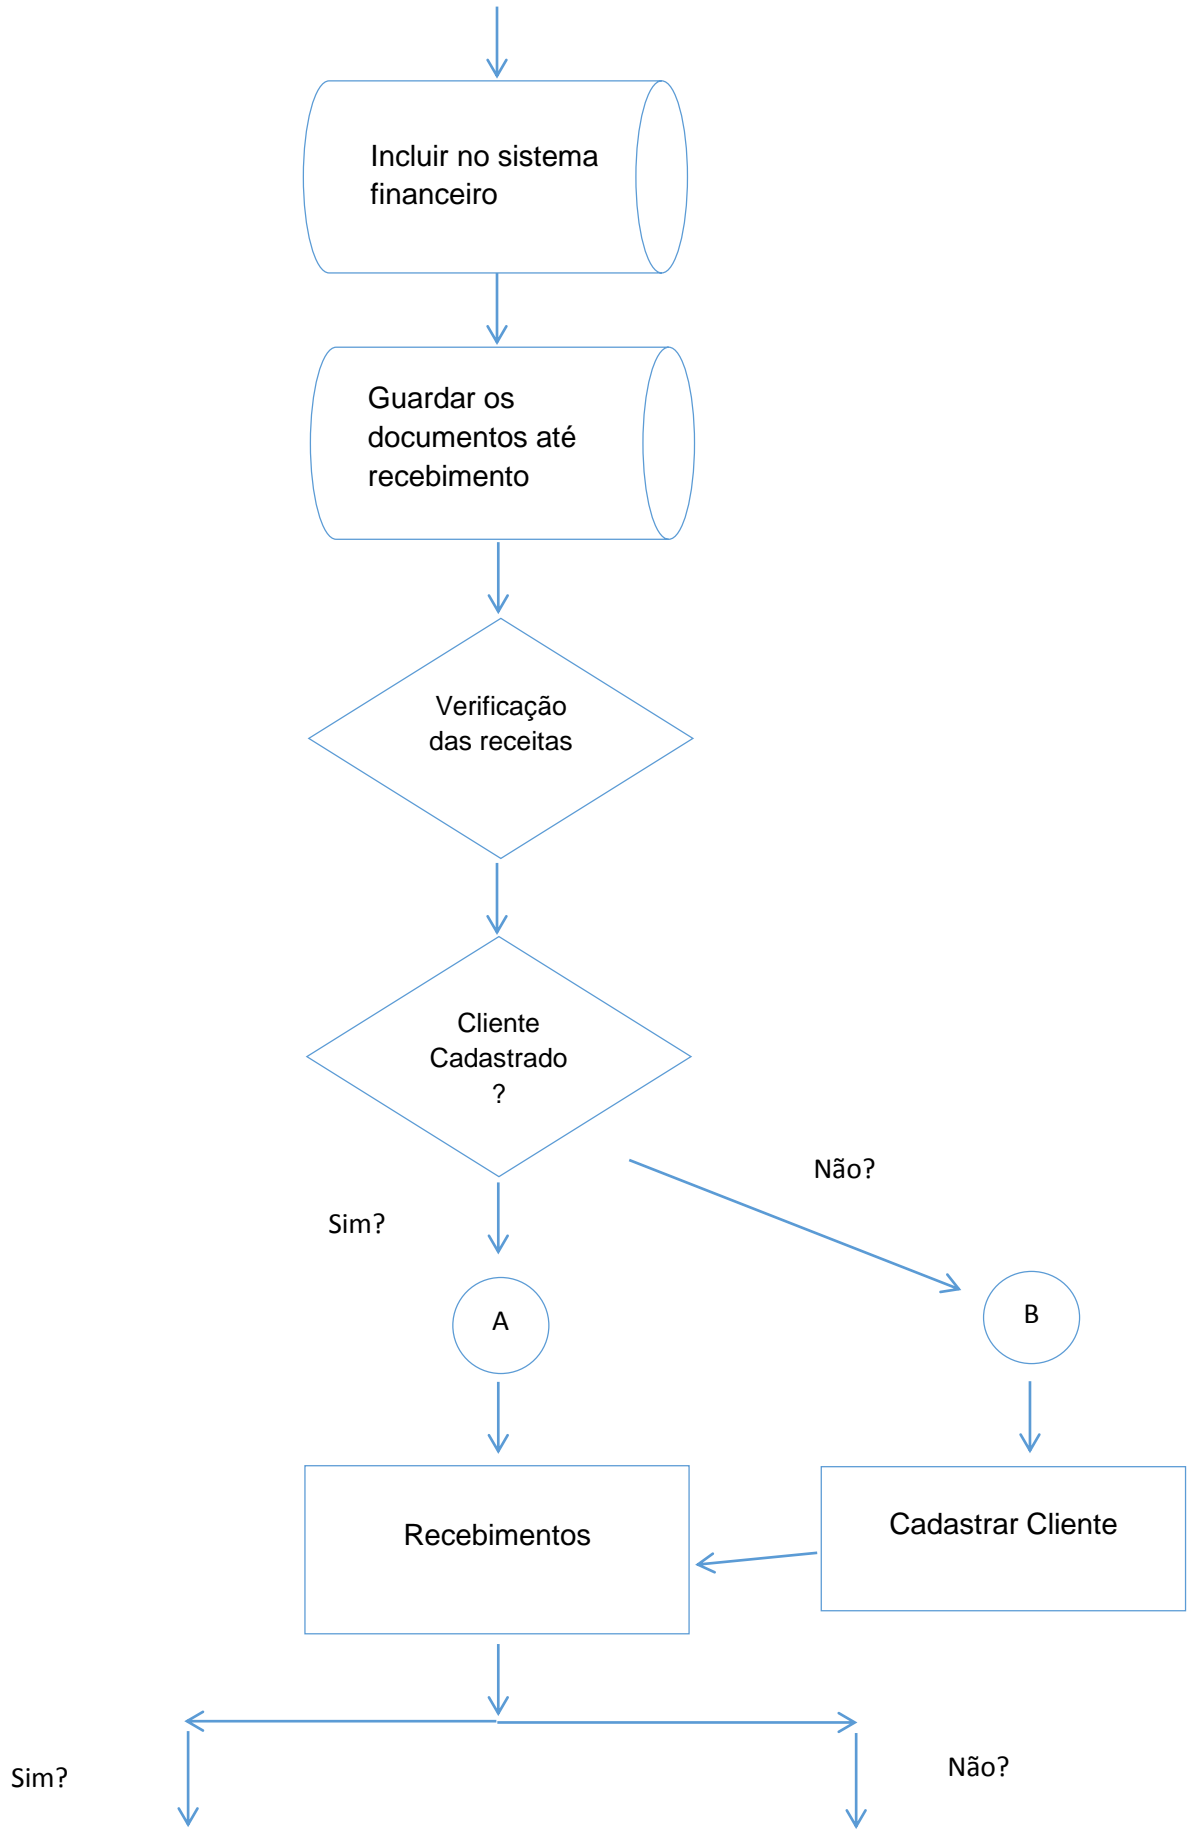 Incluir no sistema
financeiro
Guardar os
documentos até
recebimento
Verificação
das receitas
Cliente
Cadastrado
?
Não?
Sim?
A
B
Recebimentos
Cadastrar Cliente
Sim?
Não?